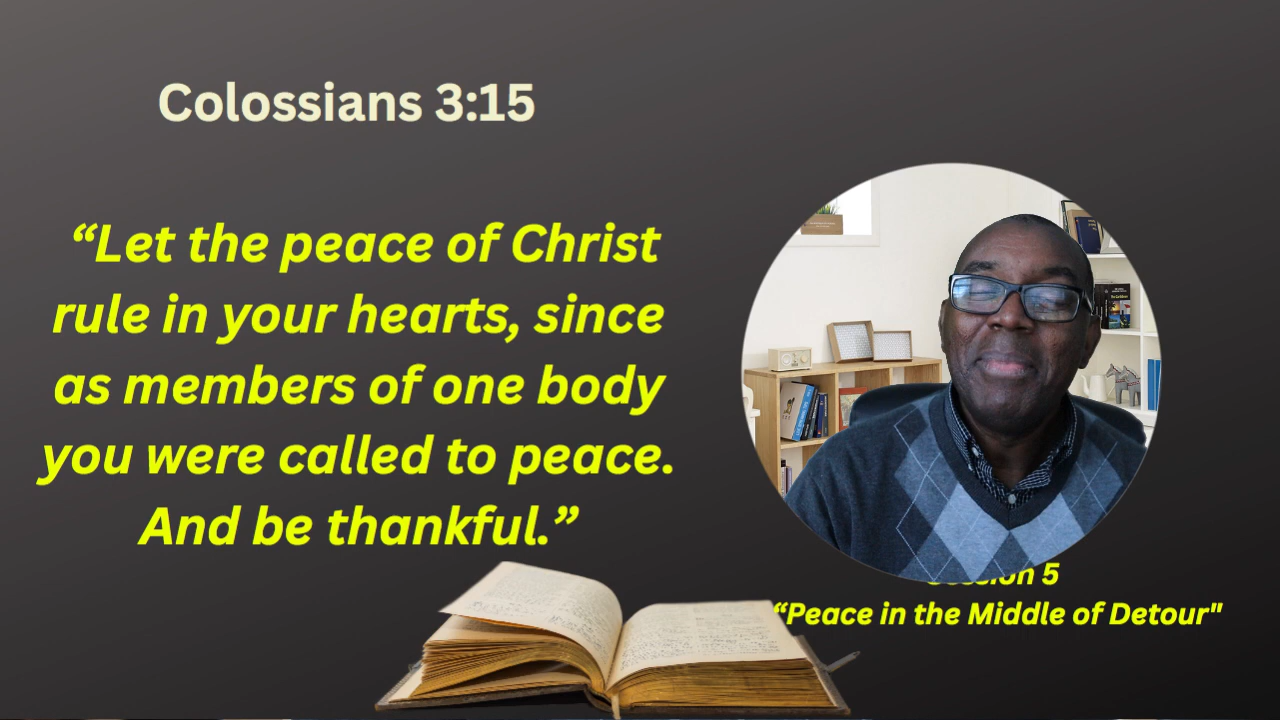 Colossians 3:15
“Let the peace of Christ
rule in your hearts, since
as members of one body
you were called to peace.
And be thankful.”
Session 5
“Peace in the Middle of Detour"